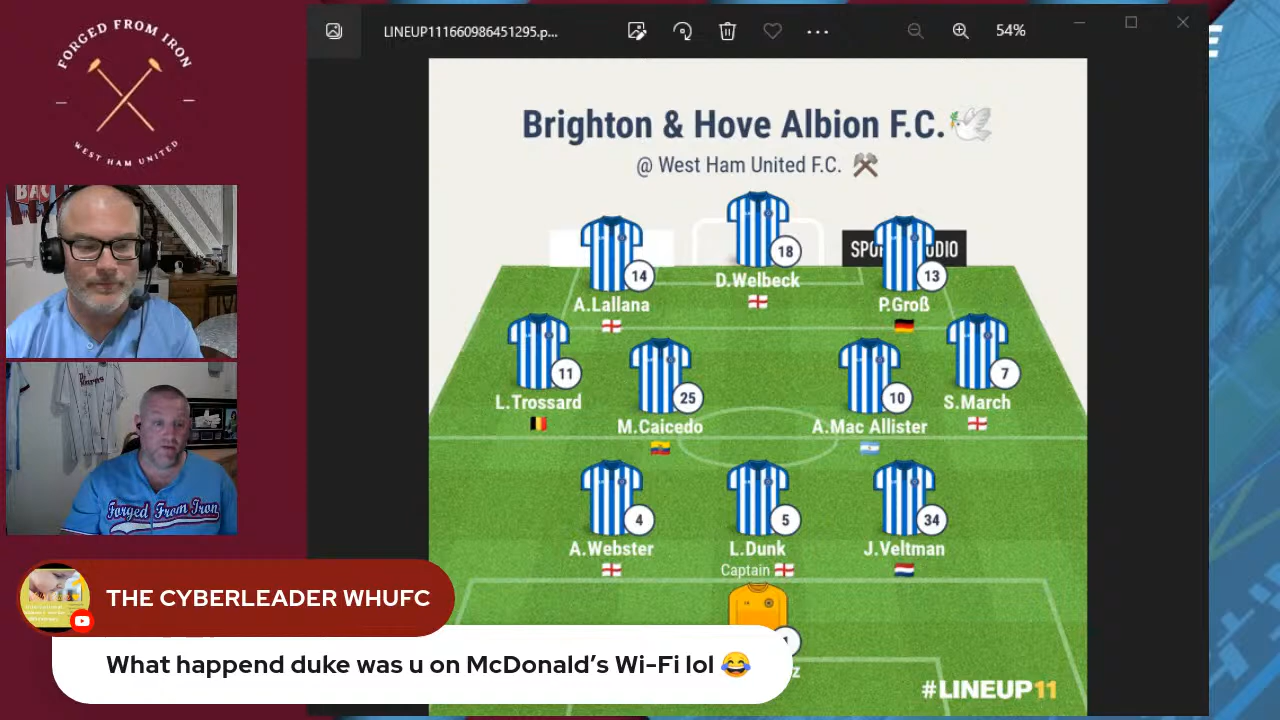 FORGED FROM IRON
WEST HAM UNITED
LINEUP111660986451295.p...
54%
E
Brighton & Hove Albion F.C.🕊️
@ West Ham United F.C. ⚒️
18
D.Welbeck
14
A.Lallana
13
P.Groß
11
L.Trossard
25
M.Caicedo
10
A.Mac Allister
7
S.March
4
A.Webster
5
L.Dunk
Captain
34
J.Veltman
z
#LINEUP11
Forged From Iron
THE CYBERLEADER WHUFC
What happend duke was u on McDonald’s Wi-Fi lol 😂